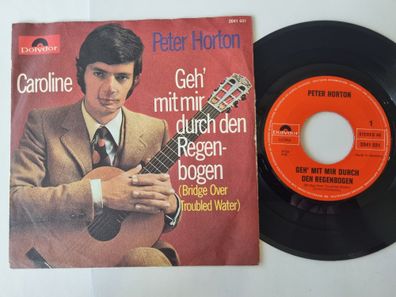 Polydor
2041 031
Caroline
Peter Horton
Geh'
mit mir
durch den
Regen-
bogen
(Bridge Over
Troubled Water)
Polydor
PETER HORTON
1
STEREO
2041 031
GEH' MIT MIR DURCH
DEN REGENBOGEN